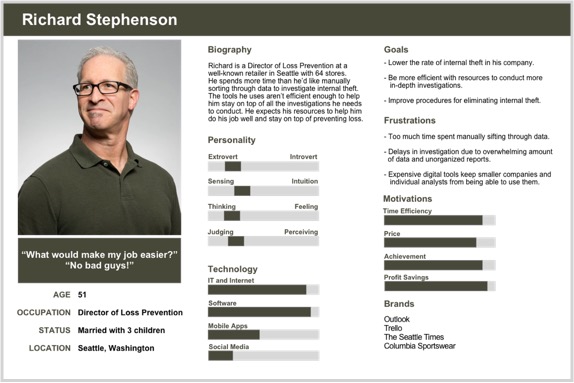 Richard Stephenson
“What would make my job easier?”
“No bad guys!”
AGE 51
OCCUPATION Director of Loss Prevention
STATUS Married with 3 children
LOCATION Seattle, Washington
Biography
Richard is a Director of Loss Prevention at a
well-known retailer in Seattle with 64 stores.
He spends more time than he’d like manually
sorting through data to investigate internal theft.
The tools he uses aren’t efficient enough to help
him stay on top of all the investigations he needs
to conduct. He expects his resources to help him
do his job well and stay on top of preventing loss.
Personality
Extrovert Introvert
Sensing Intuition
Thinking Feeling
Judging Perceiving
Technology
IT and Internet
Software
Mobile Apps
Social Media
Goals
- Lower the rate of internal theft in his company.
- Be more efficient with resources to conduct more
in-depth investigations.
- Improve procedures for eliminating internal theft.
Frustrations
- Too much time spent manually sifting through data.
- Delays in investigation due to overwhelming amount
of data and unorganized reports.
- Expensive digital tools keep smaller companies and
individual analysts from being able to use them.
Motivations
Time Efficiency
Price
Achievement
Profit Savings
Brands
Outlook
Trello
The Seattle Times
Columbia Sportswear